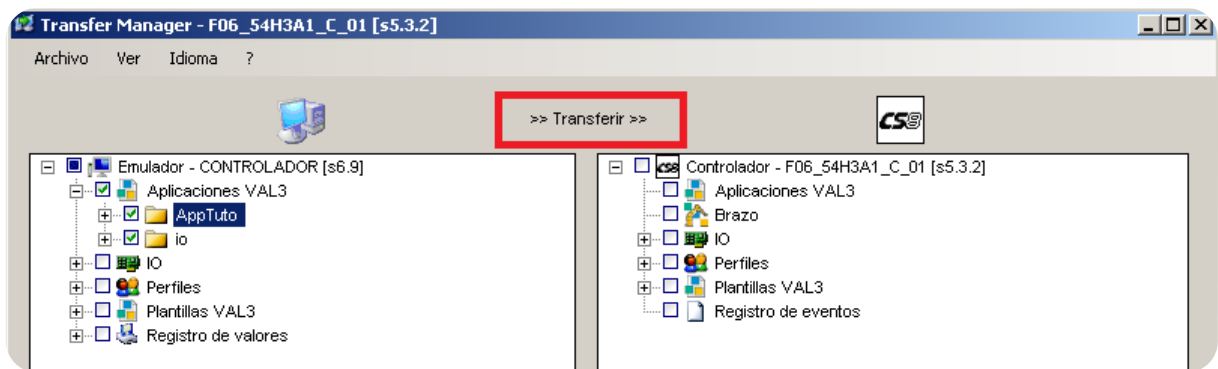 Transfer Manager - F06_54H3A1_C_01 [s5.3.2]
Archivo Ver Idioma ?
>> Transferir >>
CS8
Emulador - CONTROLADOR [s6.9]
Aplicaciones VAL3
AppTuto
io
IO
Perfiles
Plantillas VAL3
Registro de valores
CS8 Controlador - F06_54H3A1_C_01 [s5.3.2]
Aplicaciones VAL3
Brazo
IO
Perfiles
Plantillas VAL3
Registro de eventos